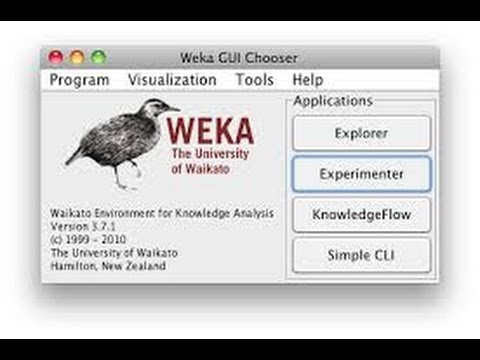 Weka GUI Chooser
Program Visualization Tools Help
WEKA
The University
of Waikato
Waikato Environment for Knowledge Analysis
Version 3.7.1
(c) 1999 - 2010
The University of Waikato
Hamilton, New Zealand
Applications
Explorer
Experimenter
KnowledgeFlow
Simple CLI